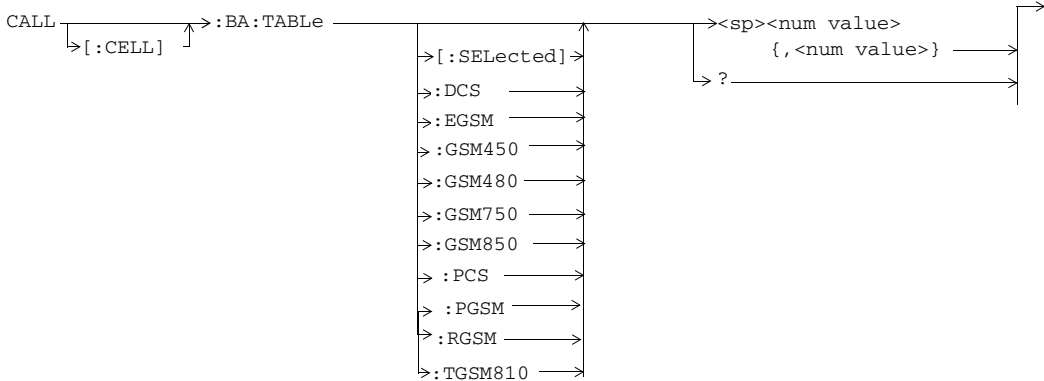 CALL :BA:TABLe <sp><num value>
[:CELL] [:SELected] {,<num value>}
:DCS ?
:EGSM
:GSM450
:GSM480
:GSM750
:GSM850
:PCS
:PGSM
:RGSM
:TGSM810